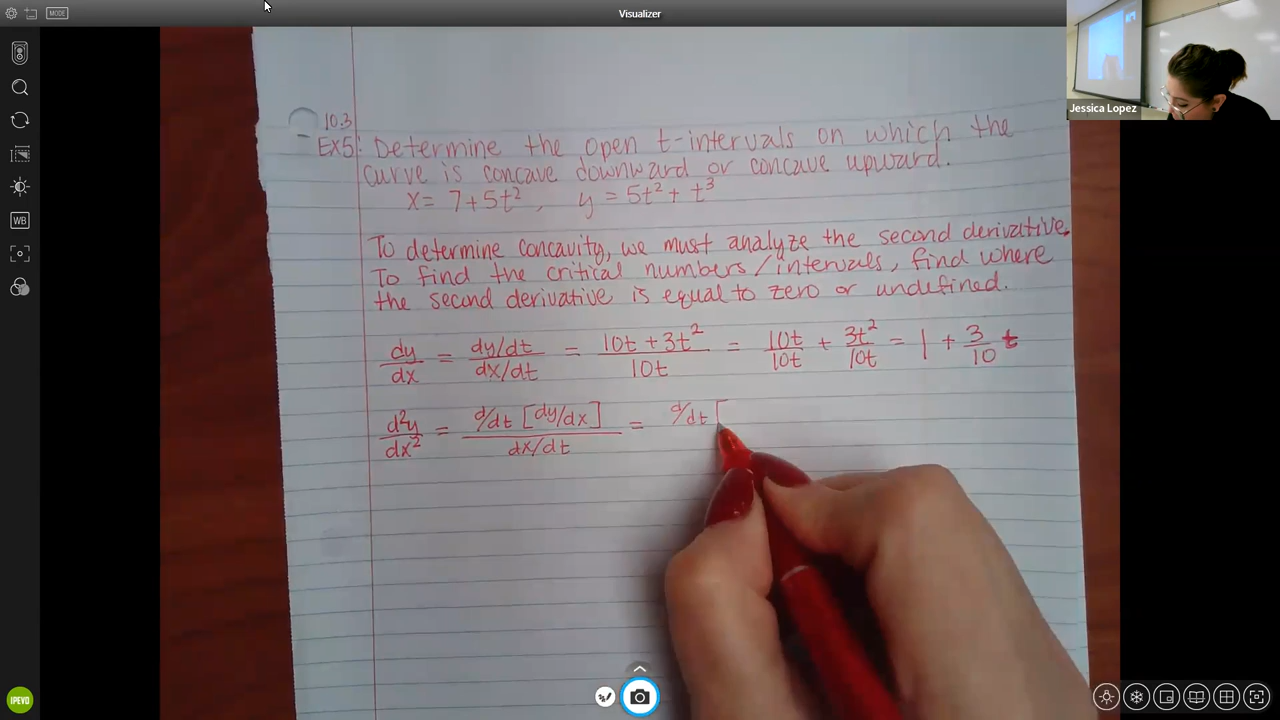 MODE
Visualizer
Jessica Lopez
WB
10.3
Ex5: Determine the open t-intervals on which the
curve is concave downward or concave upward.
x = 7 + 5t² , y = 5t² + t³
To determine concavity, we must analyze the second derivative.
To find the critical numbers/intervals, find where
the second derivative is equal to zero or undefined.
dy/dx = (dy/dt)/(dx/dt) = (10t + 3t²)/(10t) = 10t/10t + 3t²/10t = 1 + 3/10 t
d²y/dx² = (d/dt [dy/dx])/(dx/dt) = d/dt [
IPEVO